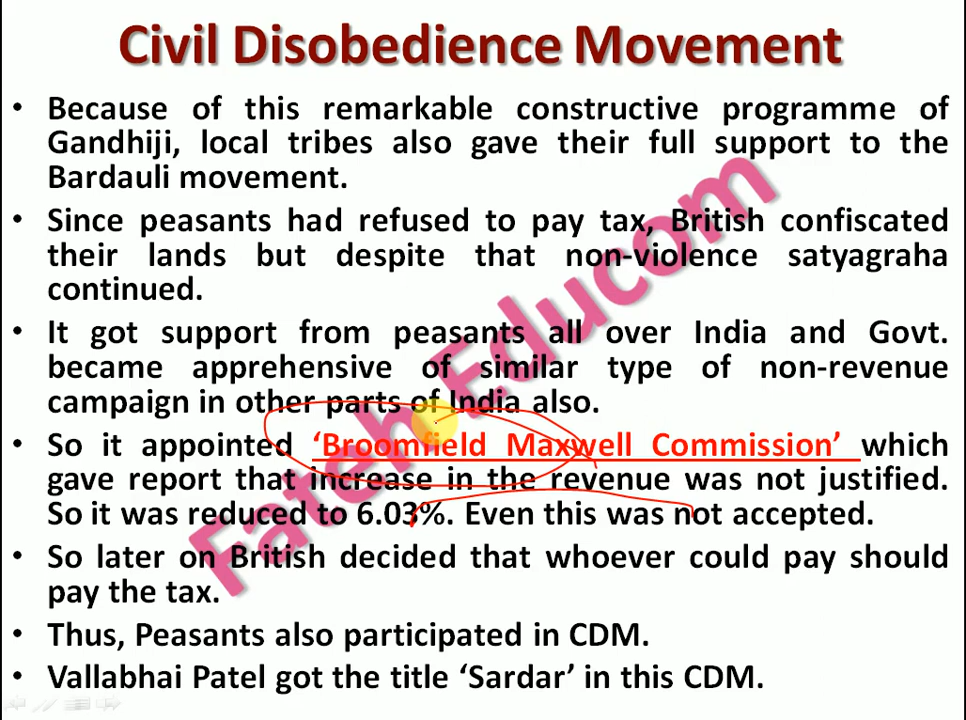 Civil Disobedience Movement
• Because of this remarkable constructive programme of
Gandhiji, local tribes also gave their full support to the
Bardauli movement.
• Since peasants had refused to pay tax, British confiscated
their lands but despite that non-violence satyagraha
continued.
• It got support from peasants all over India and Govt.
became apprehensive of similar type of non-revenue
campaign in other parts of India also.
• So it appointed ‘Broomfield Maxwell Commission’ which
gave report that increase in the revenue was not justified.
So it was reduced to 6.03%. Even this was not accepted.
• So later on British decided that whoever could pay should
pay the tax.
• Thus, Peasants also participated in CDM.
• Vallabhai Patel got the title ‘Sardar’ in this CDM.
Fateh Educom